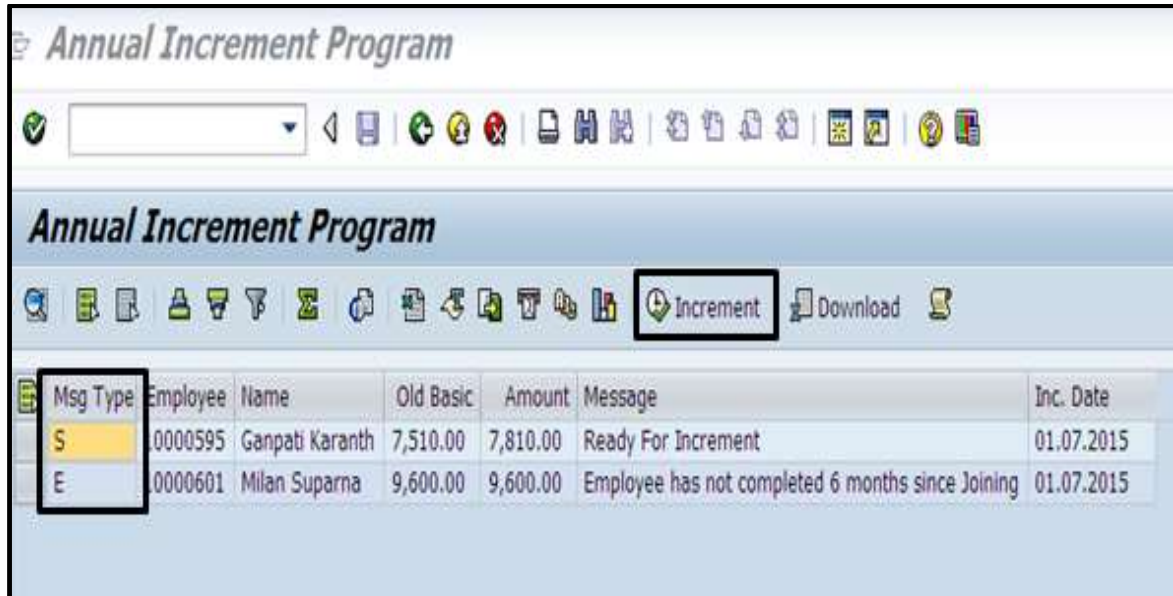 Annual Increment Program
Annual Increment Program
Increment Download
Msg Type Employee Name Old Basic Amount Message Inc. Date
S .0000595 Ganpati Karanth 7,510.00 7,810.00 Ready For Increment 01.07.2015
E .0000601 Milan Suparna 9,600.00 9,600.00 Employee has not completed 6 months since Joining 01.07.2015